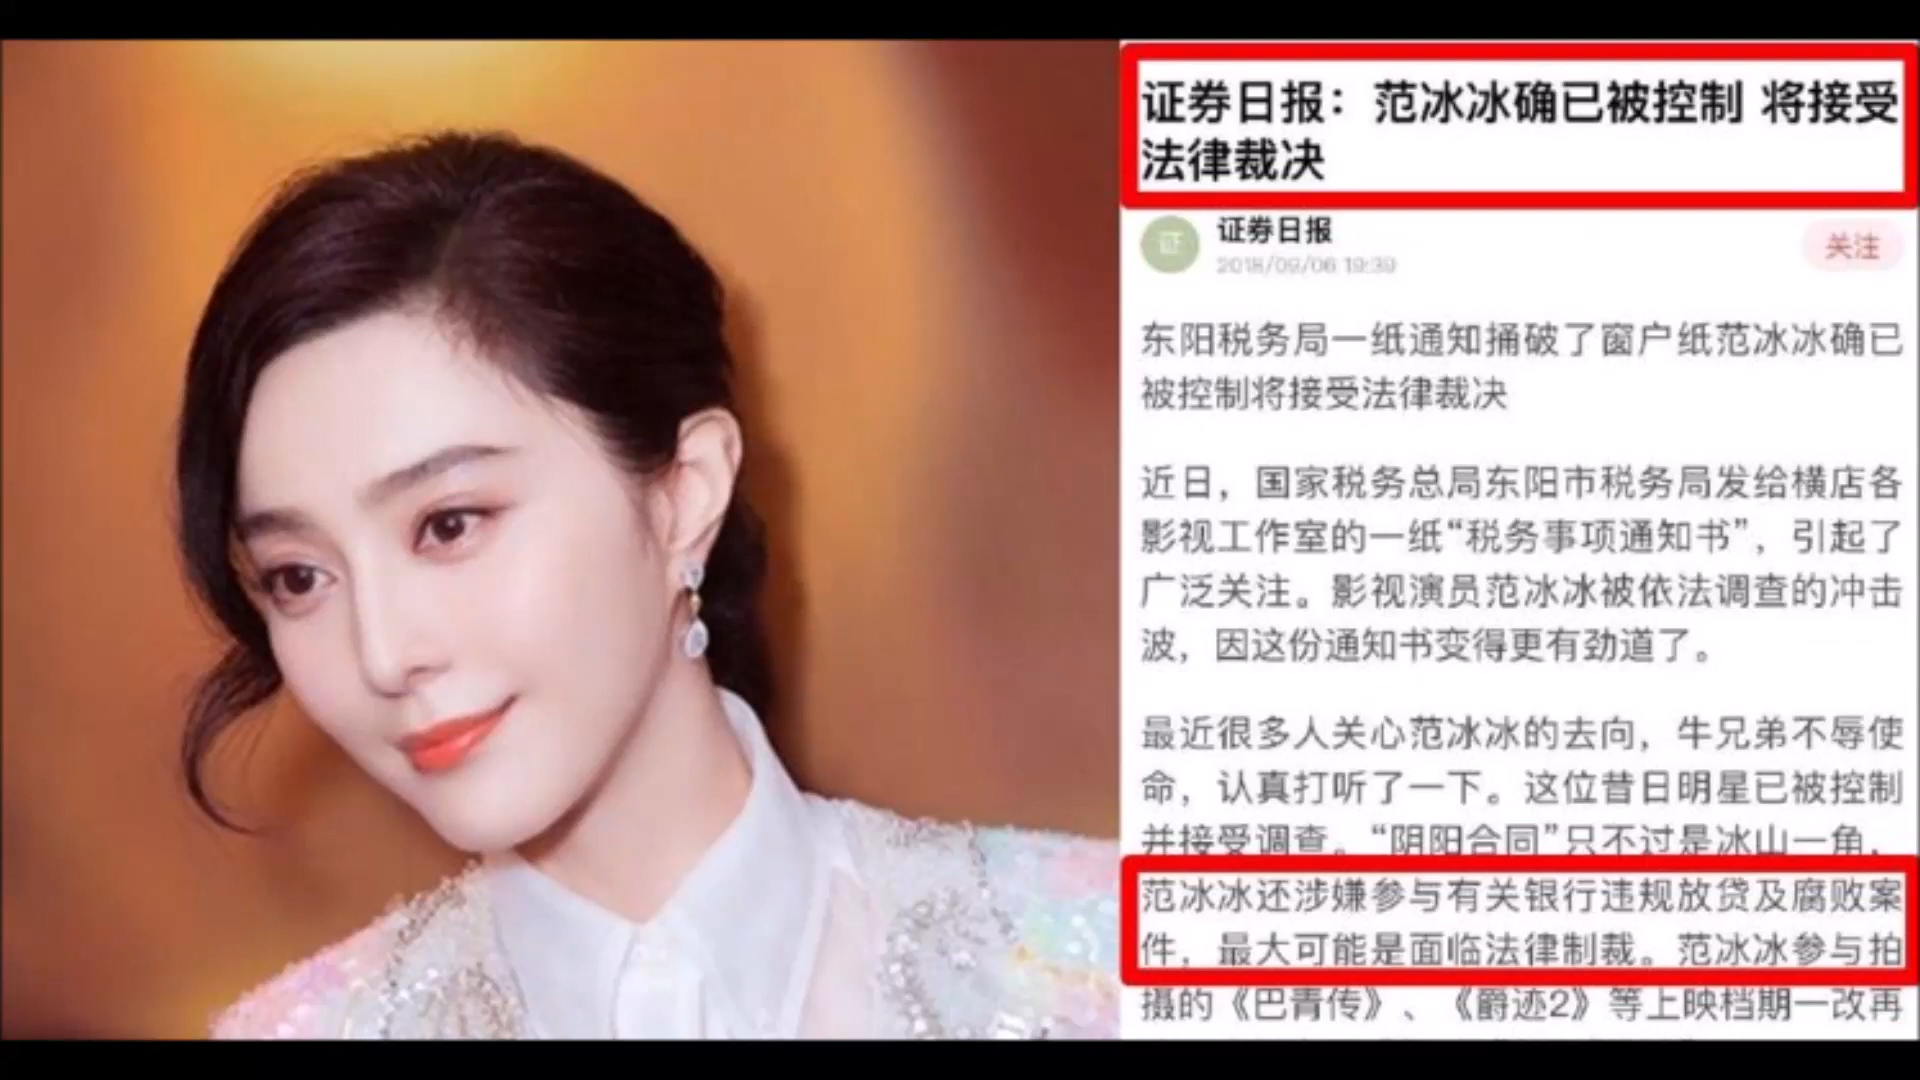 证券日报：范冰冰确已被控制 将接受
法律裁决
证
证券日报
2018/09/06 19:39
关注
东阳税务局一纸通知捅破了窗户纸范冰冰确已
被控制将接受法律裁决
近日，国家税务总局东阳市税务局发给横店各
影视工作室的一纸“税务事项通知书”，引起了
广泛关注。影视演员范冰冰被依法调查的冲击
波，因这份通知书变得更有劲道了。
最近很多人关心范冰冰的去向，牛兄弟不辱使
命，认真打听了一下。这位昔日明星已被控制
并接受调查。“阴阳合同”只不过是冰山一角，
范冰冰还涉嫌参与有关银行违规放贷及腐败案
件，最大可能是面临法律制裁。范冰冰参与拍
摄的《巴青传》、《爵迹2》等上映档期一改再